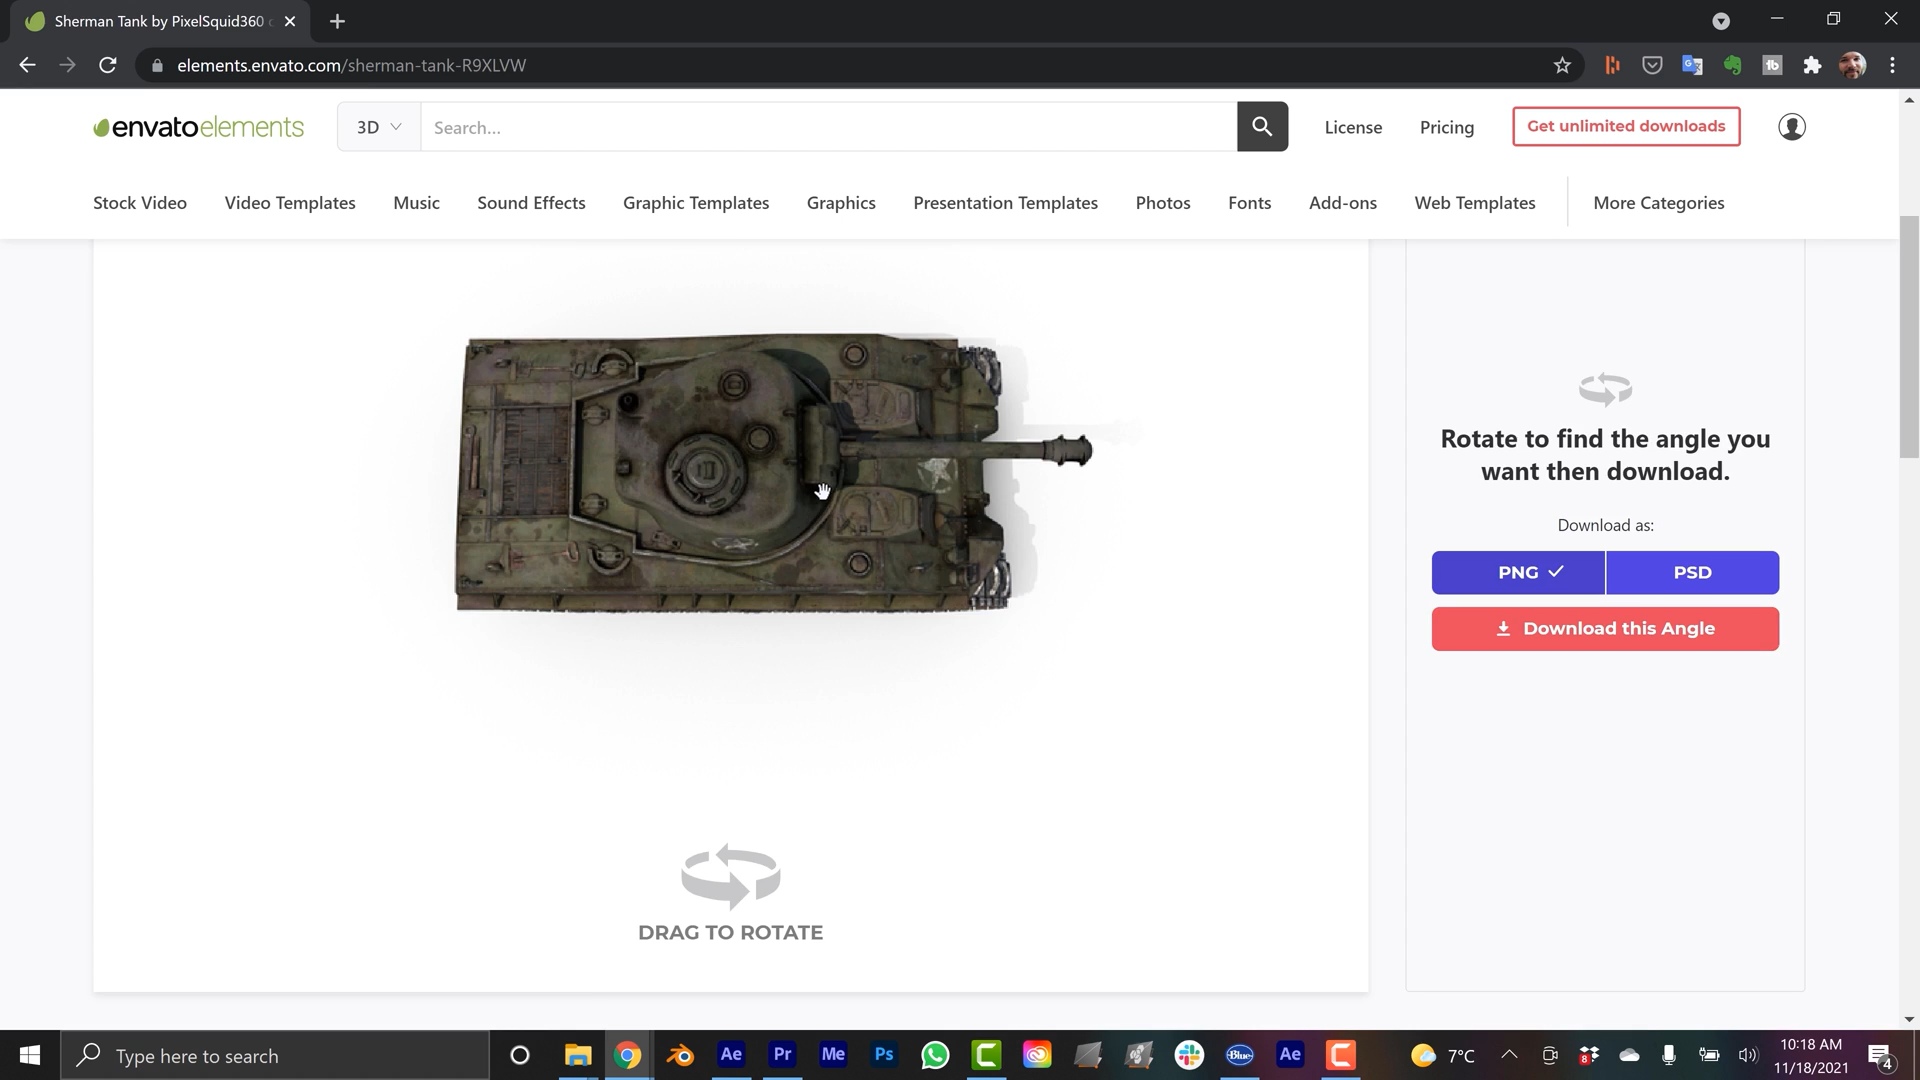 Sherman Tank by PixelSquid360
elements.envato.com/sherman-tank-R9XLVW
envatoelements
3D
Search...
License
Pricing
Get unlimited downloads
Stock Video
Video Templates
Music
Sound Effects
Graphic Templates
Graphics
Presentation Templates
Photos
Fonts
Add-ons
Web Templates
More Categories
Rotate to find the angle you
want then download.
Download as:
PNG
PSD
Download this Angle
DRAG TO ROTATE
Type here to search
Ae
Pr
Me
Ps
Blue
Ae
8
7°C
10:18 AM
11/18/2021
4